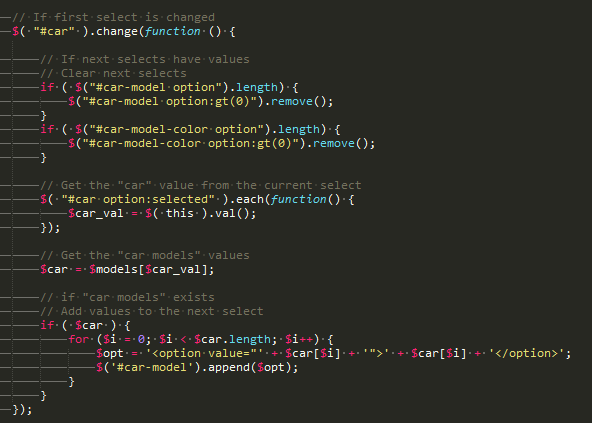 // If first select is changed
$( "#car" ).change(function () {
// If next selects have values
// Clear next selects
if ( $("#car-model option").length) {
$("#car-model option:gt(0)").remove();
}
if ( $("#car-model-color option").length) {
$("#car-model-color option:gt(0)").remove();
}
// Get the "car" value from the current select
$( "#car option:selected" ).each(function() {
$car_val = $( this ).val();
});
// Get the "car models" values
$car = $models[$car_val];
// if "car models" exists
// Add values to the next select
if ( $car ) {
for ($i = 0; $i < $car.length; $i++) {
$opt = '<option value="' + $car[$i] + '">' + $car[$i] + '</option>';
$('#car-model').append($opt);
}
}
});